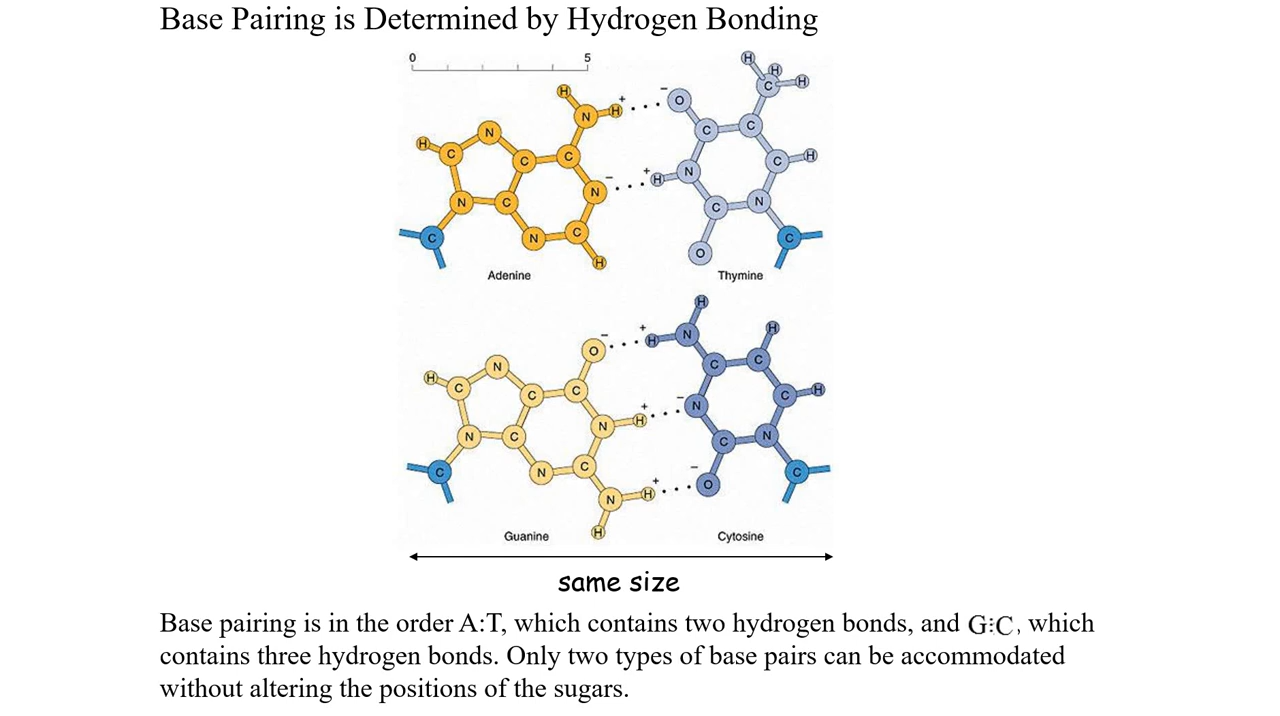 Base Pairing is Determined by Hydrogen Bonding
0 5
H H H
H C
H + − O
N H
N C C
H C C C C H
N − + H N
N C C N
C N C C
H O
Adenine Thymine
H
− + H N H
O C C
N
H C C C N C H
N H + −
N C C N
C N C C
N H + − O
H
Guanine Cytosine
same size
Base pairing is in the order A:T, which contains two hydrogen bonds, and G⋮C, which
contains three hydrogen bonds. Only two types of base pairs can be accommodated
without altering the positions of the sugars.